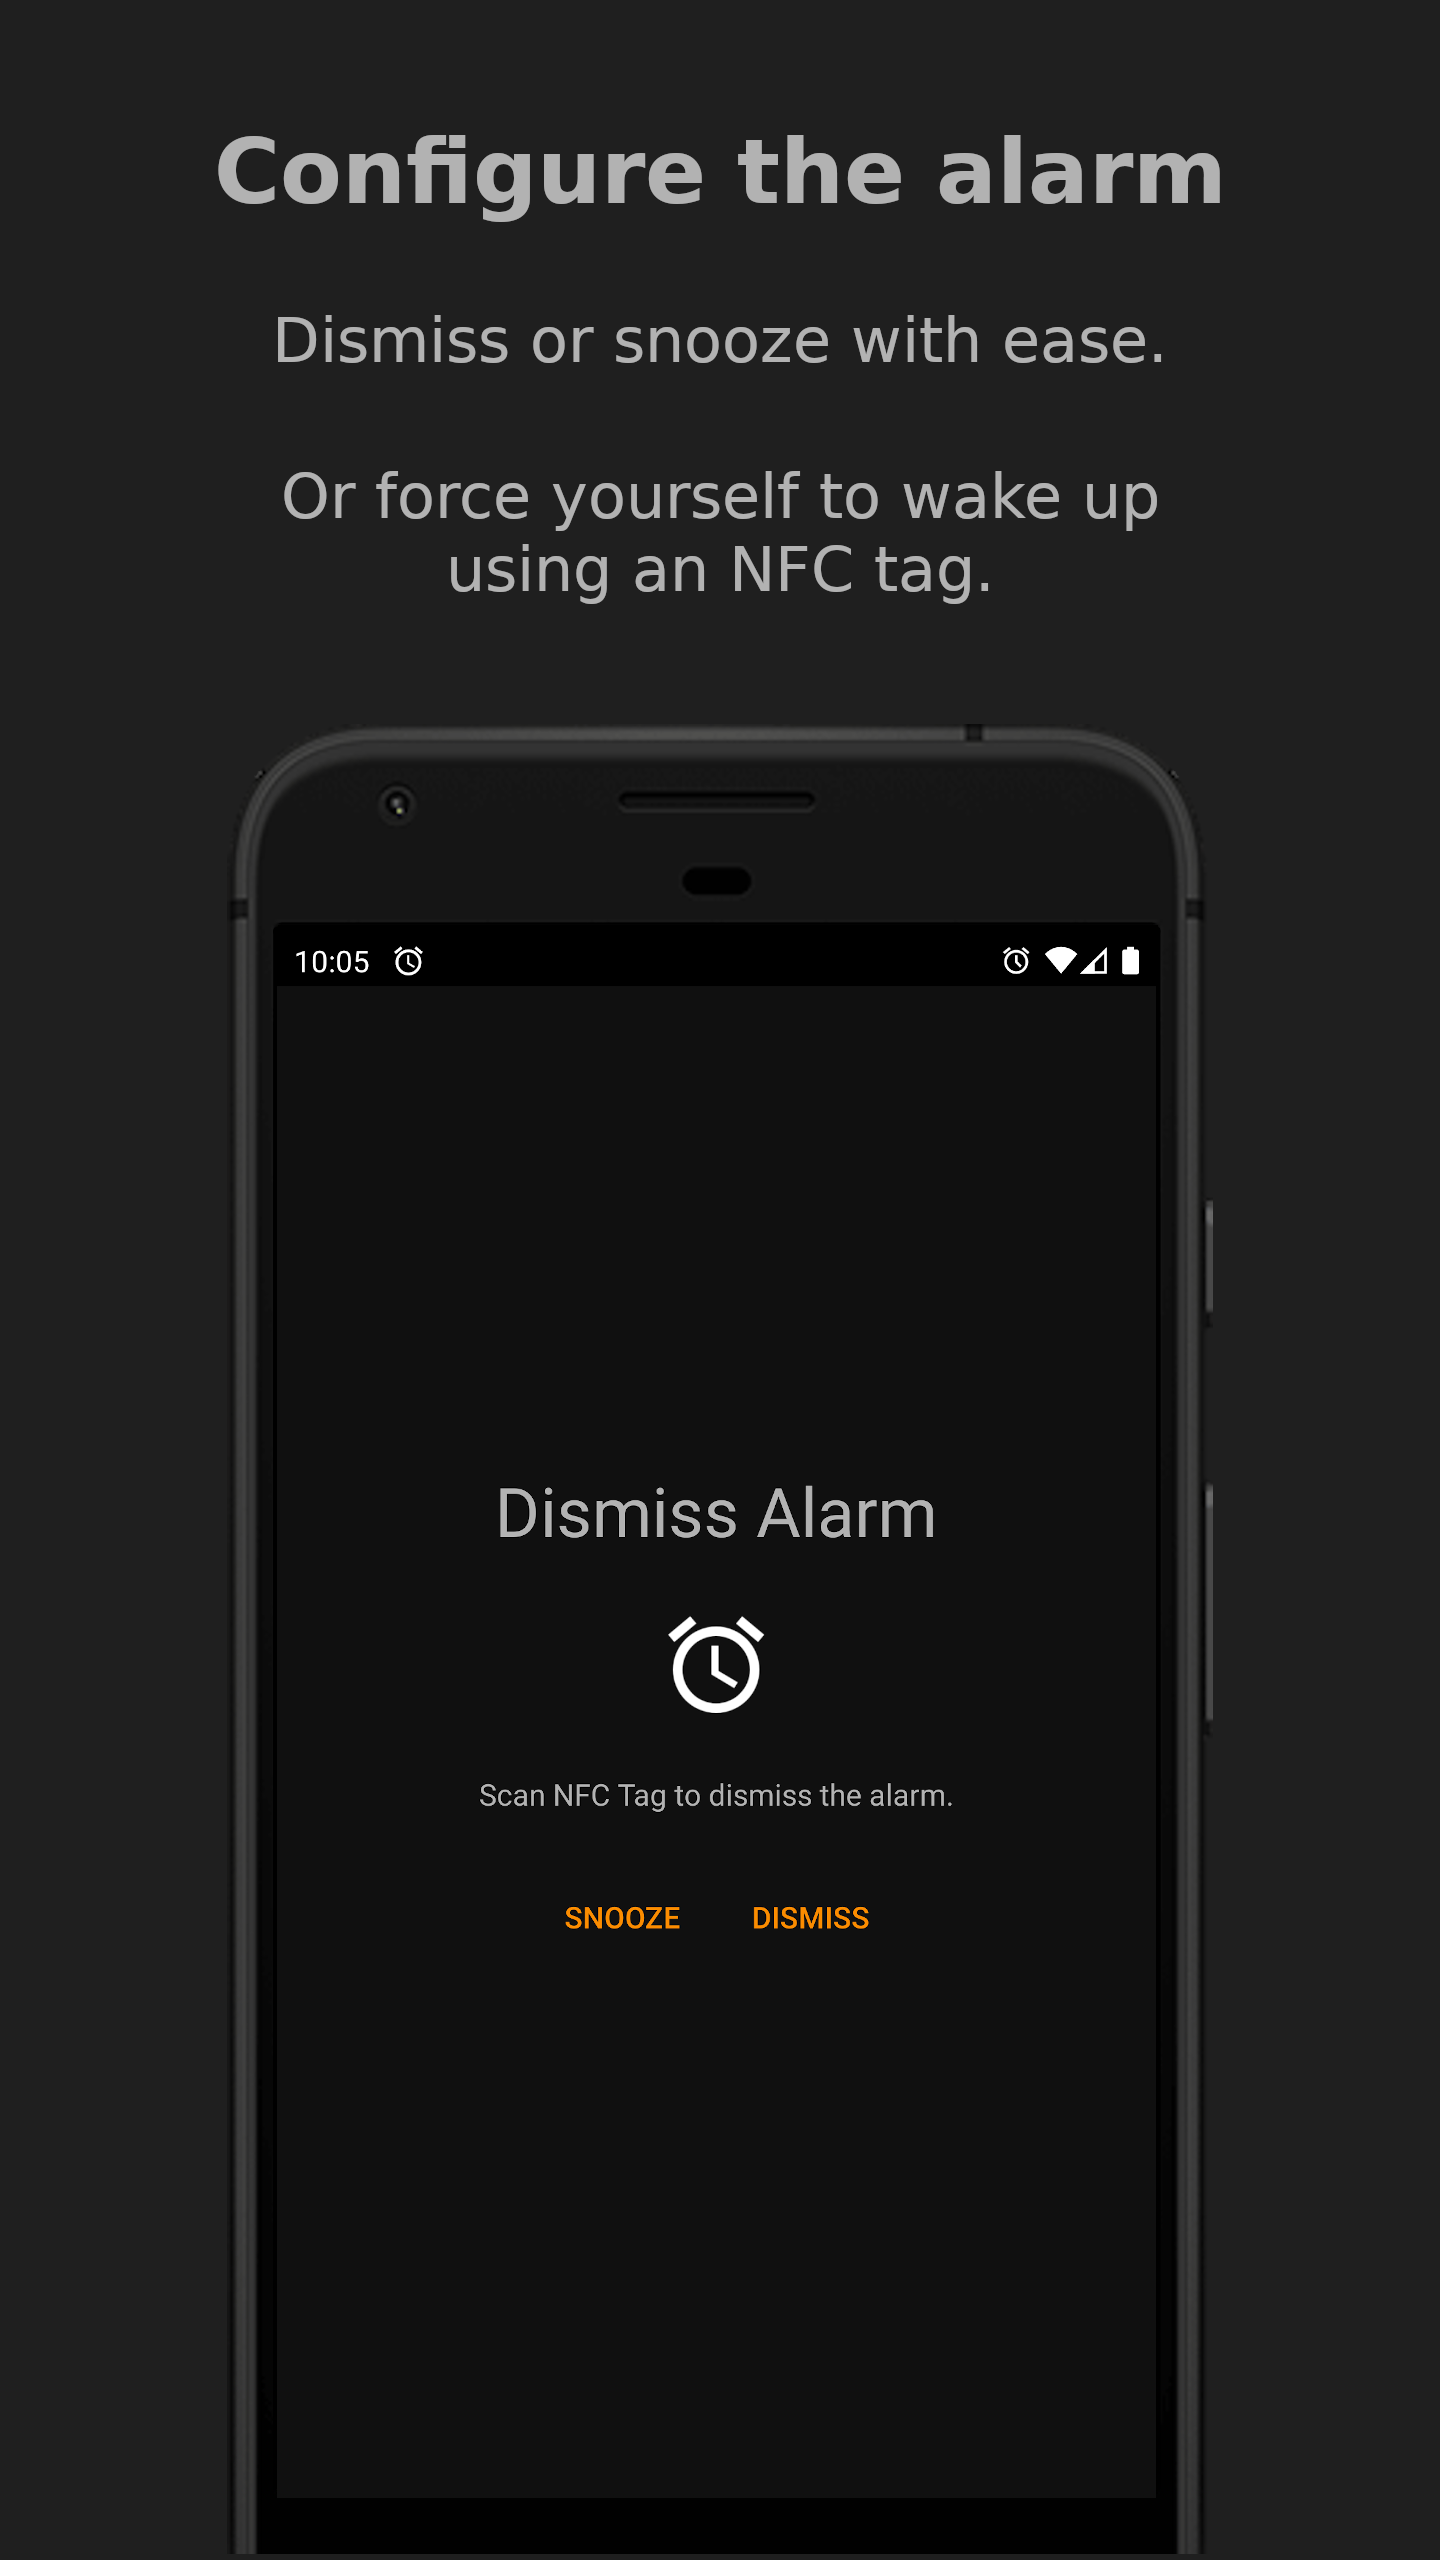 Configure the alarm
Dismiss or snooze with ease.
Or force yourself to wake up
using an NFC tag.
10:05
Dismiss Alarm
Scan NFC Tag to dismiss the alarm.
SNOOZE DISMISS